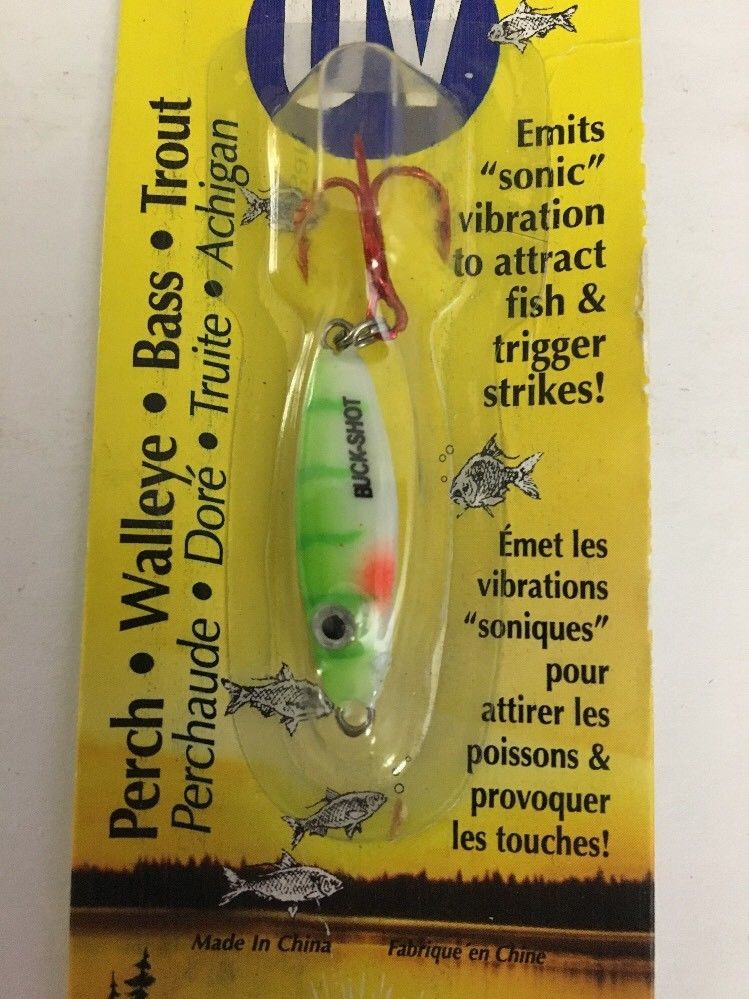 UV
Emits
"sonic"
vibration
to attract
fish &
trigger
strikes!
Perch • Walleye • Bass • Trout
Perchaude • Doré • Truite • Achigan
BUCK-SHOT
Émet les
vibrations
"soniques"
pour
attirer les
poissons &
provoquer
les touches!
Made In China
Fabriqué en Chine